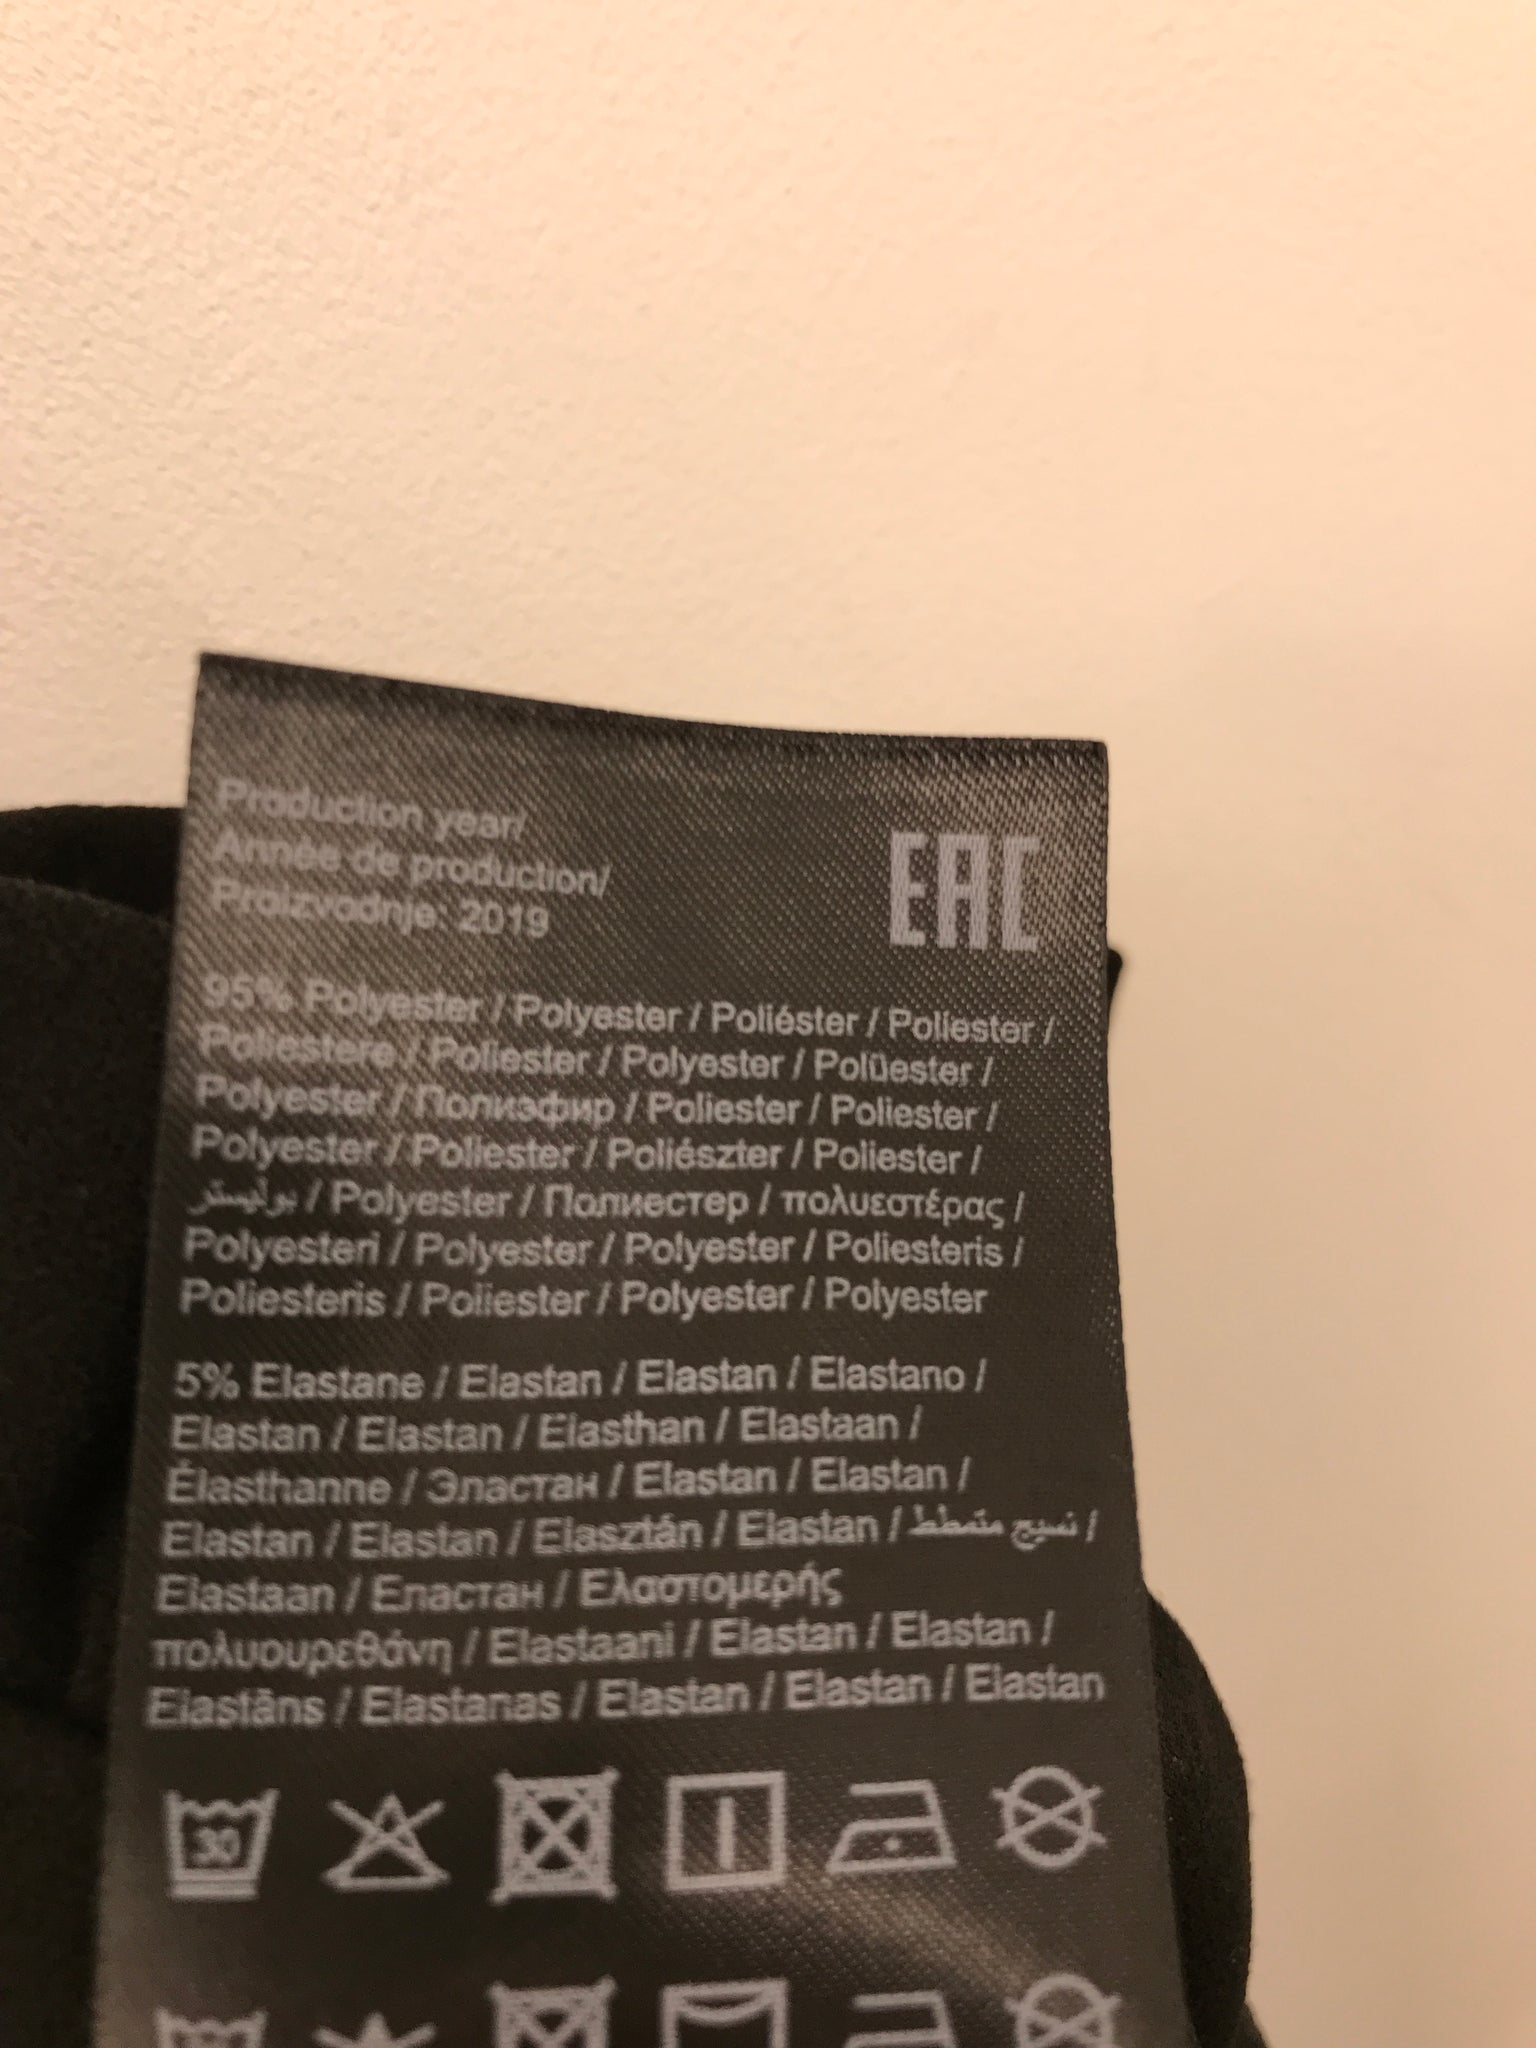 Production year/
Année de production/
Proizvodnje: 2019
EAC
95% Polyester / Polyester / Poliéster / Poliester /
Poliestere / Poliester / Polyester / Polüester /
Polyester / Полиэфир / Poliester / Poliester /
Polyester / Poliester / Poliészter / Poliester /
بوليستر / Polyester / Полиестер / πολυεστέρας /
Polyesteri / Polyester / Polyester / Poliesteris /
Poliesteris / Poliester / Polyester / Polyester
5% Elastane / Elastan / Elastan / Elastano /
Elastan / Elastan / Elasthan / Elastaan /
Élasthanne / Эластан / Elastan / Elastan /
Elastan / Elastan / Elasztán / Elastan / نسيج متمطط /
Elastaan / Еластан / Ελαστομερής
πολυουρεθάνη / Elastaani / Elastan / Elastan /
Elastāns / Elastanas / Elastan / Elastan / Elastan
30